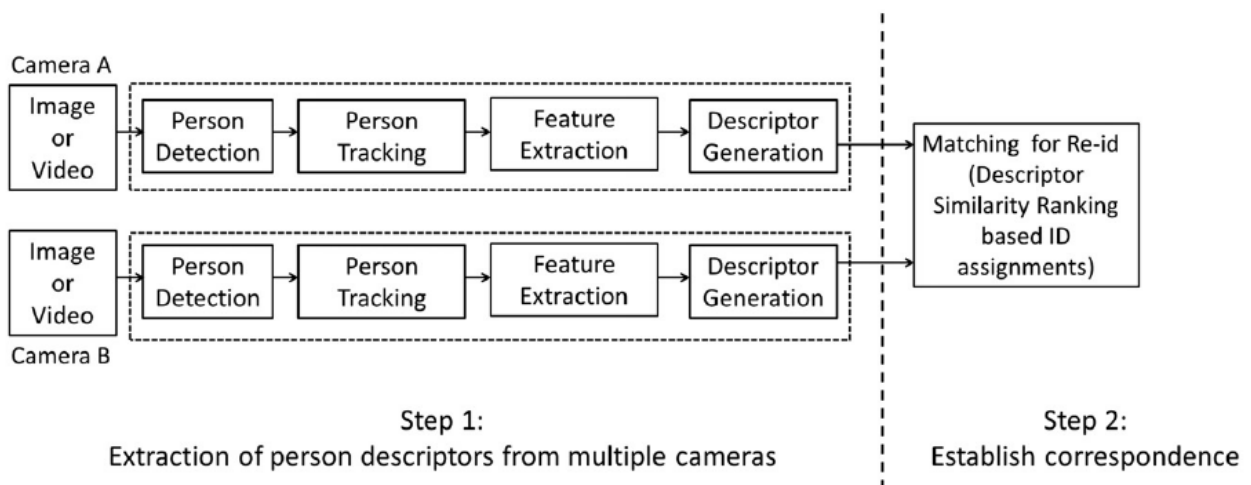 Camera A
Image
or
Video
Person
Detection
Person
Tracking
Feature
Extraction
Descriptor
Generation
Matching for Re-id
(Descriptor
Similarity Ranking
based ID
assignments)
Image
or
Video
Camera B
Person
Detection
Person
Tracking
Feature
Extraction
Descriptor
Generation
Step 1:
Extraction of person descriptors from multiple cameras
Step 2:
Establish correspondence